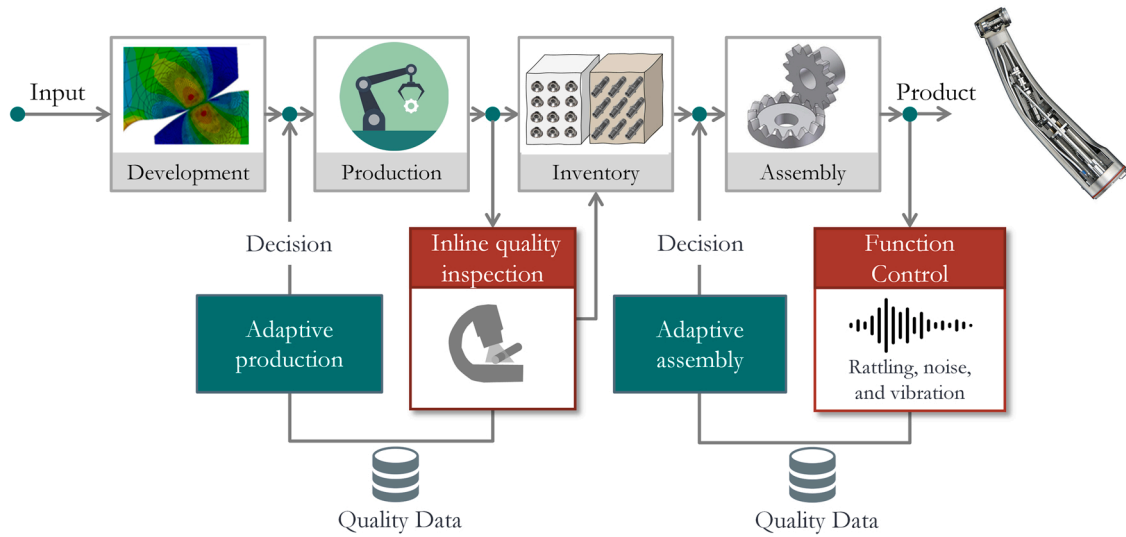 Input
Product
Development
Production
Inventory
Assembly
Decision
Inline quality
inspection
Decision
Function
Control
Adaptive
production
Adaptive
assembly
Rattling, noise,
and vibration
Quality Data
Quality Data